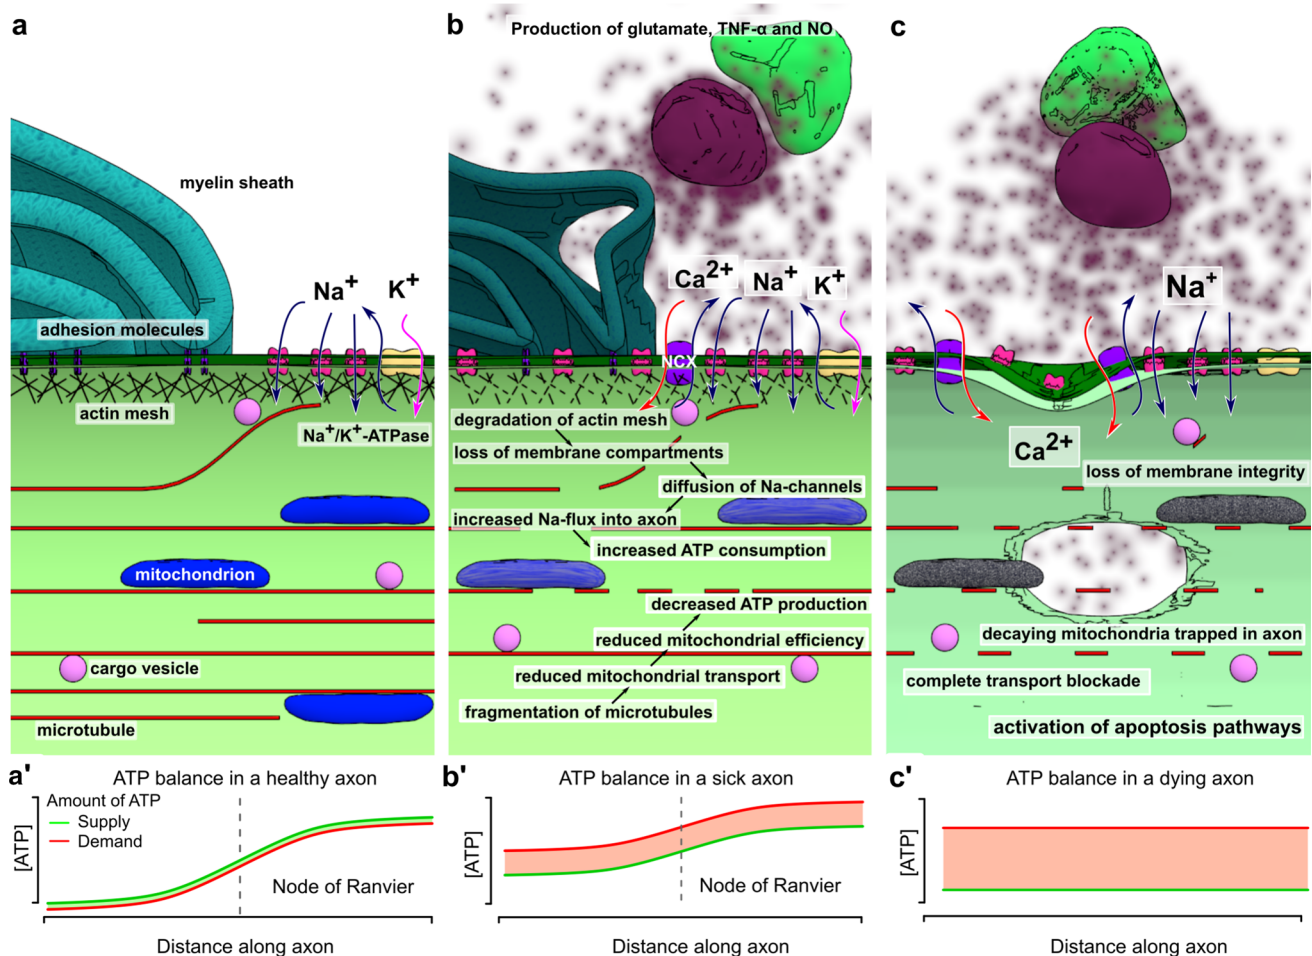 a
myelin sheath
Na+
K+
adhesion molecules
actin mesh
Na+/K+-ATPase
mitochondrion
cargo vesicle
microtubule
b
Production of glutamate, TNF-α and NO
Ca2+
Na+
K+
NCX
degradation of actin mesh
loss of membrane compartments
diffusion of Na-channels
increased Na-flux into axon
increased ATP consumption
decreased ATP production
reduced mitochondrial efficiency
reduced mitochondrial transport
fragmentation of microtubules
c
Na+
Ca2+
loss of membrane integrity
decaying mitochondria trapped in axon
complete transport blockade
activation of apoptosis pathways
a'
ATP balance in a healthy axon
Amount of ATP
Supply
Demand
[ATP]
Node of Ranvier
Distance along axon
b'
ATP balance in a sick axon
[ATP]
Node of Ranvier
Distance along axon
c'
ATP balance in a dying axon
[ATP]
Distance along axon